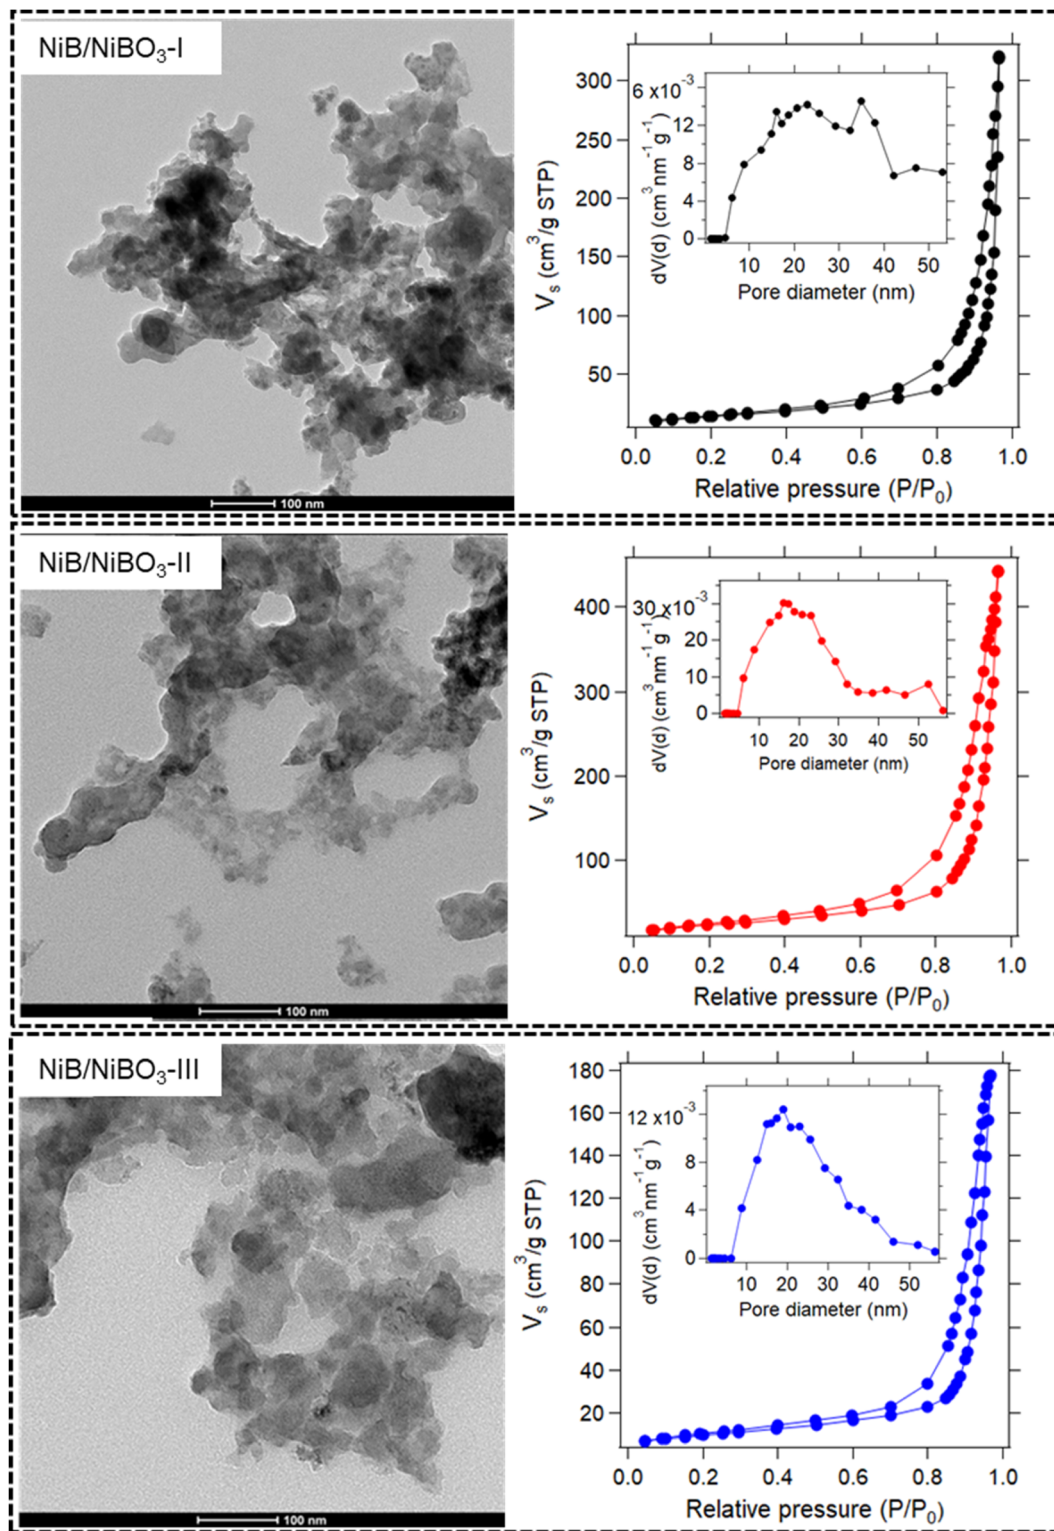 NiB/NiBO₃-I
100 nm
Vₛ (cm³/g STP)
300
250
200
150
100
50
0.0 0.2 0.4 0.6 0.8 1.0
Relative pressure (P/P₀)
dV(d) (cm³ nm⁻¹ g⁻¹)
6 x10⁻³
12
8
4
0
10 20 30 40 50
Pore diameter (nm)
NiB/NiBO₃-II
100 nm
Vₛ (cm³/g STP)
400
300
200
100
0.0 0.2 0.4 0.6 0.8 1.0
Relative pressure (P/P₀)
dV(d) (cm³ nm⁻¹ g⁻¹)
30 x10⁻³
20
10
0
10 20 30 40 50
Pore diameter (nm)
NiB/NiBO₃-III
100 nm
Vₛ (cm³/g STP)
180
160
140
120
100
80
60
40
20
0.0 0.2 0.4 0.6 0.8 1.0
Relative pressure (P/P₀)
dV(d) (cm³ nm⁻¹ g⁻¹)
12 x10⁻³
8
4
0
10 20 30 40 50
Pore diameter (nm)